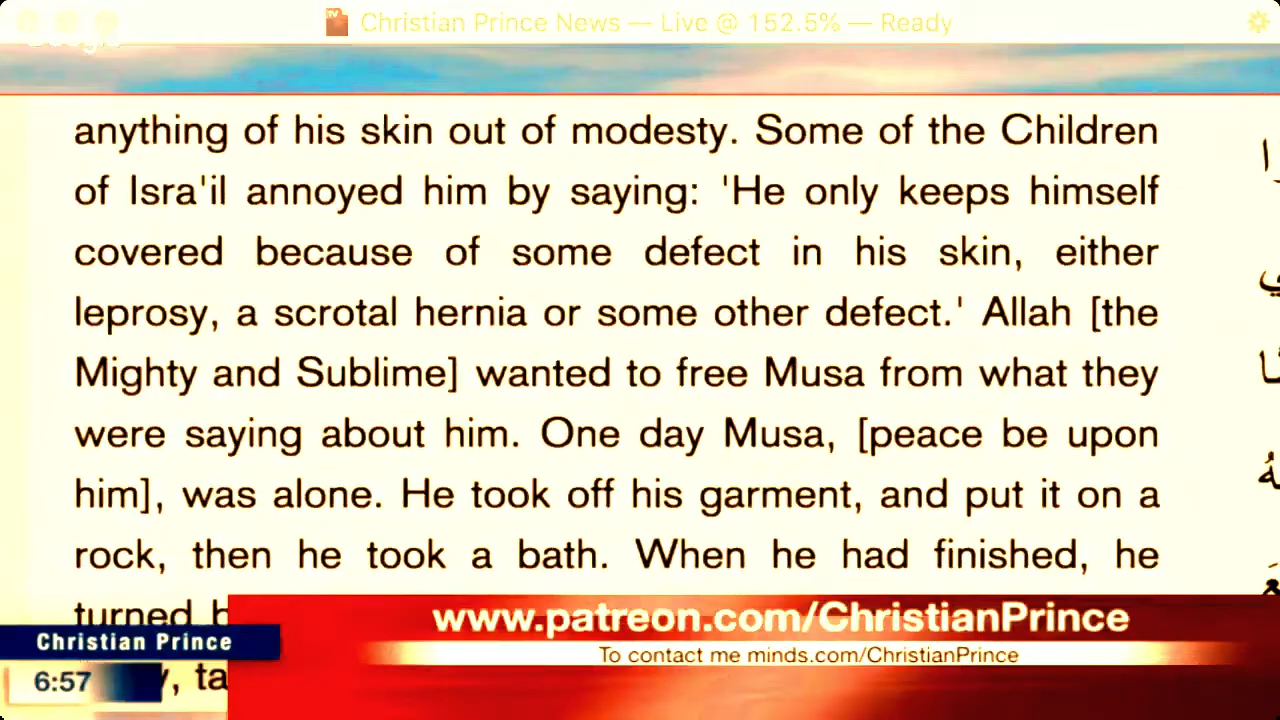 Christian Prince News — Live @ 152.5% — Ready
anything of his skin out of modesty. Some of the Children
of Isra'il annoyed him by saying: 'He only keeps himself
covered because of some defect in his skin, either
leprosy, a scrotal hernia or some other defect.' Allah [the
Mighty and Sublime] wanted to free Musa from what they
were saying about him. One day Musa, [peace be upon
him], was alone. He took off his garment, and put it on a
rock, then he took a bath. When he had finished, he
turned
www.patreon.com/ChristianPrince
Christian Prince
To contact me minds.com/ChristianPrince
6:57